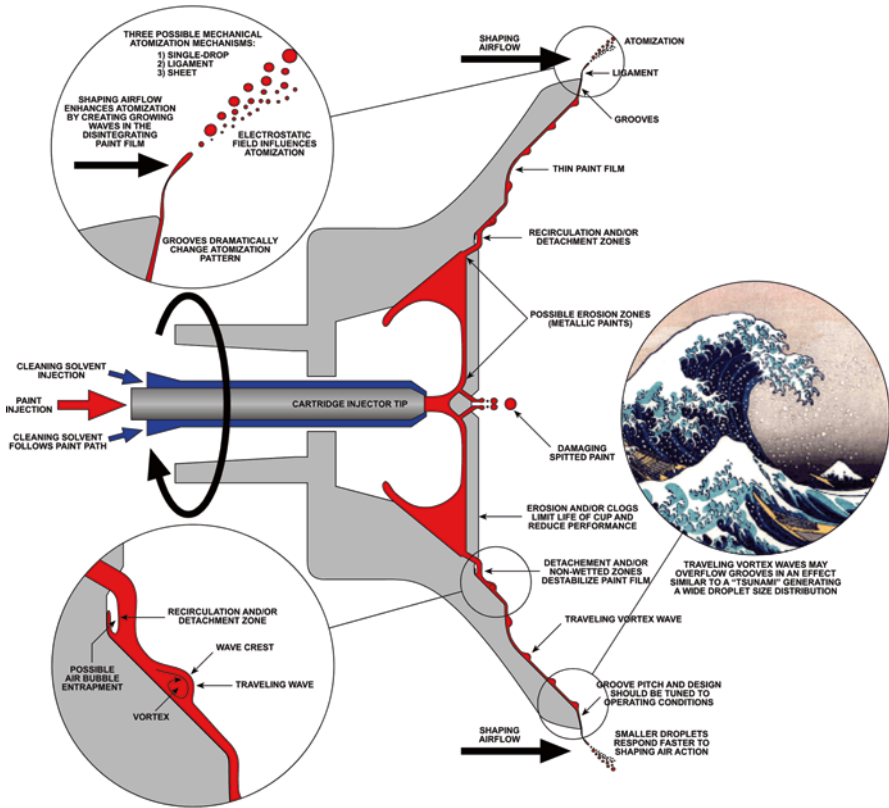 THREE POSSIBLE MECHANICAL
ATOMIZATION MECHANISMS:
1) SINGLE-DROP
2) LIGAMENT
3) SHEET
SHAPING AIRFLOW
ENHANCES ATOMIZATION
BY CREATING GROWING
WAVES IN THE
DISINTEGRATING
PAINT FILM
ELECTROSTATIC
FIELD INFLUENCES
ATOMIZATION
GROOVES DRAMATICALLY
CHANGE ATOMIZATION
PATTERN
SHAPING
AIRFLOW
ATOMIZATION
LIGAMENT
GROOVES
THIN PAINT FILM
RECIRCULATION AND/OR
DETACHMENT ZONES
POSSIBLE EROSION ZONES
(METALLIC PAINTS)
CLEANING SOLVENT
INJECTION
PAINT
INJECTION
CLEANING SOLVENT
FOLLOWS PAINT PATH
CARTRIDGE INJECTOR TIP
DAMAGING
SPITTED PAINT
EROSION AND/OR CLOGS
LIMIT LIFE OF CUP AND
REDUCE PERFORMANCE
DETACHEMENT AND/OR
NON-WETTED ZONES
DESTABILIZE PAINT FILM
TRAVELING VORTEX WAVES MAY
OVERFLOW GROOVES IN AN EFFECT
SIMILAR TO A "TSUNAMI" GENERATING
A WIDE DROPLET SIZE DISTRIBUTION
TRAVELING VORTEX WAVE
RECIRCULATION AND/OR
DETACHMENT ZONE
WAVE CREST
POSSIBLE
AIR BUBBLE
ENTRAPMENT
TRAVELING WAVE
VORTEX
GROOVE PITCH AND DESIGN
SHOULD BE TUNED TO
OPERATING CONDITIONS
SHAPING
AIRFLOW
SMALLER DROPLETS
RESPOND FASTER TO
SHAPING AIR ACTION